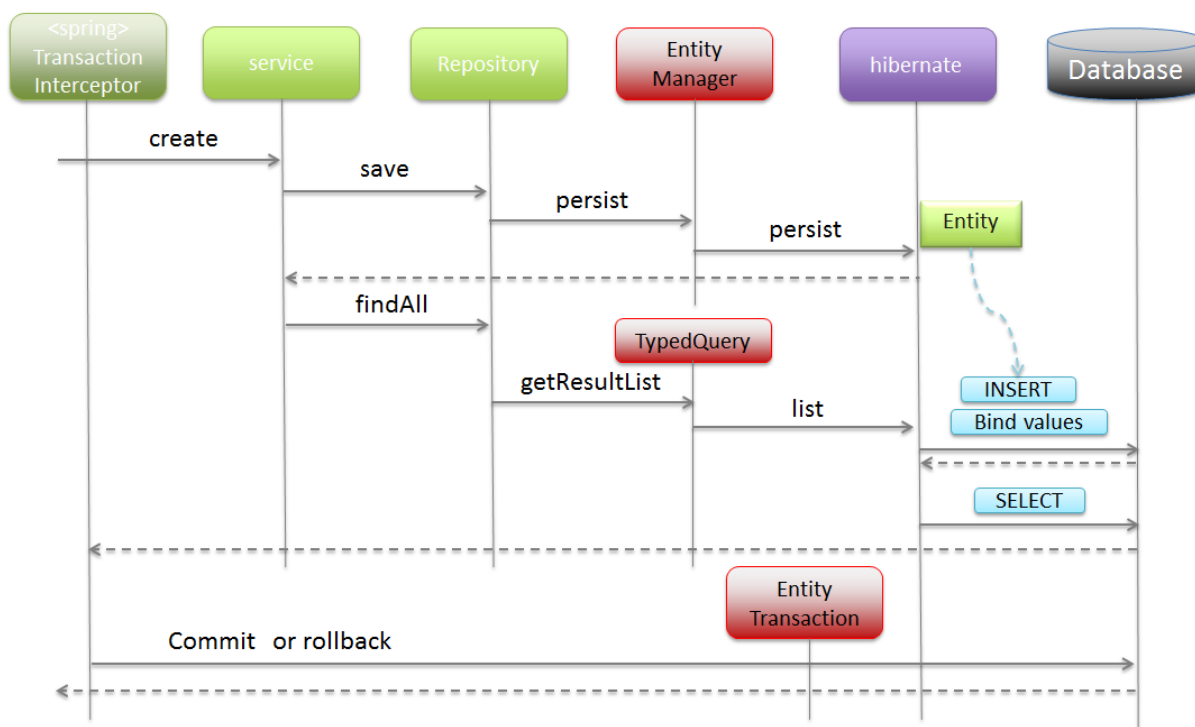 <spring>
Transaction
Interceptor
service
Repository
Entity
Manager
hibernate
Database
create
save
persist
persist
Entity
findAll
TypedQuery
getResultList
list
INSERT
Bind values
SELECT
Entity
Transaction
Commit or rollback